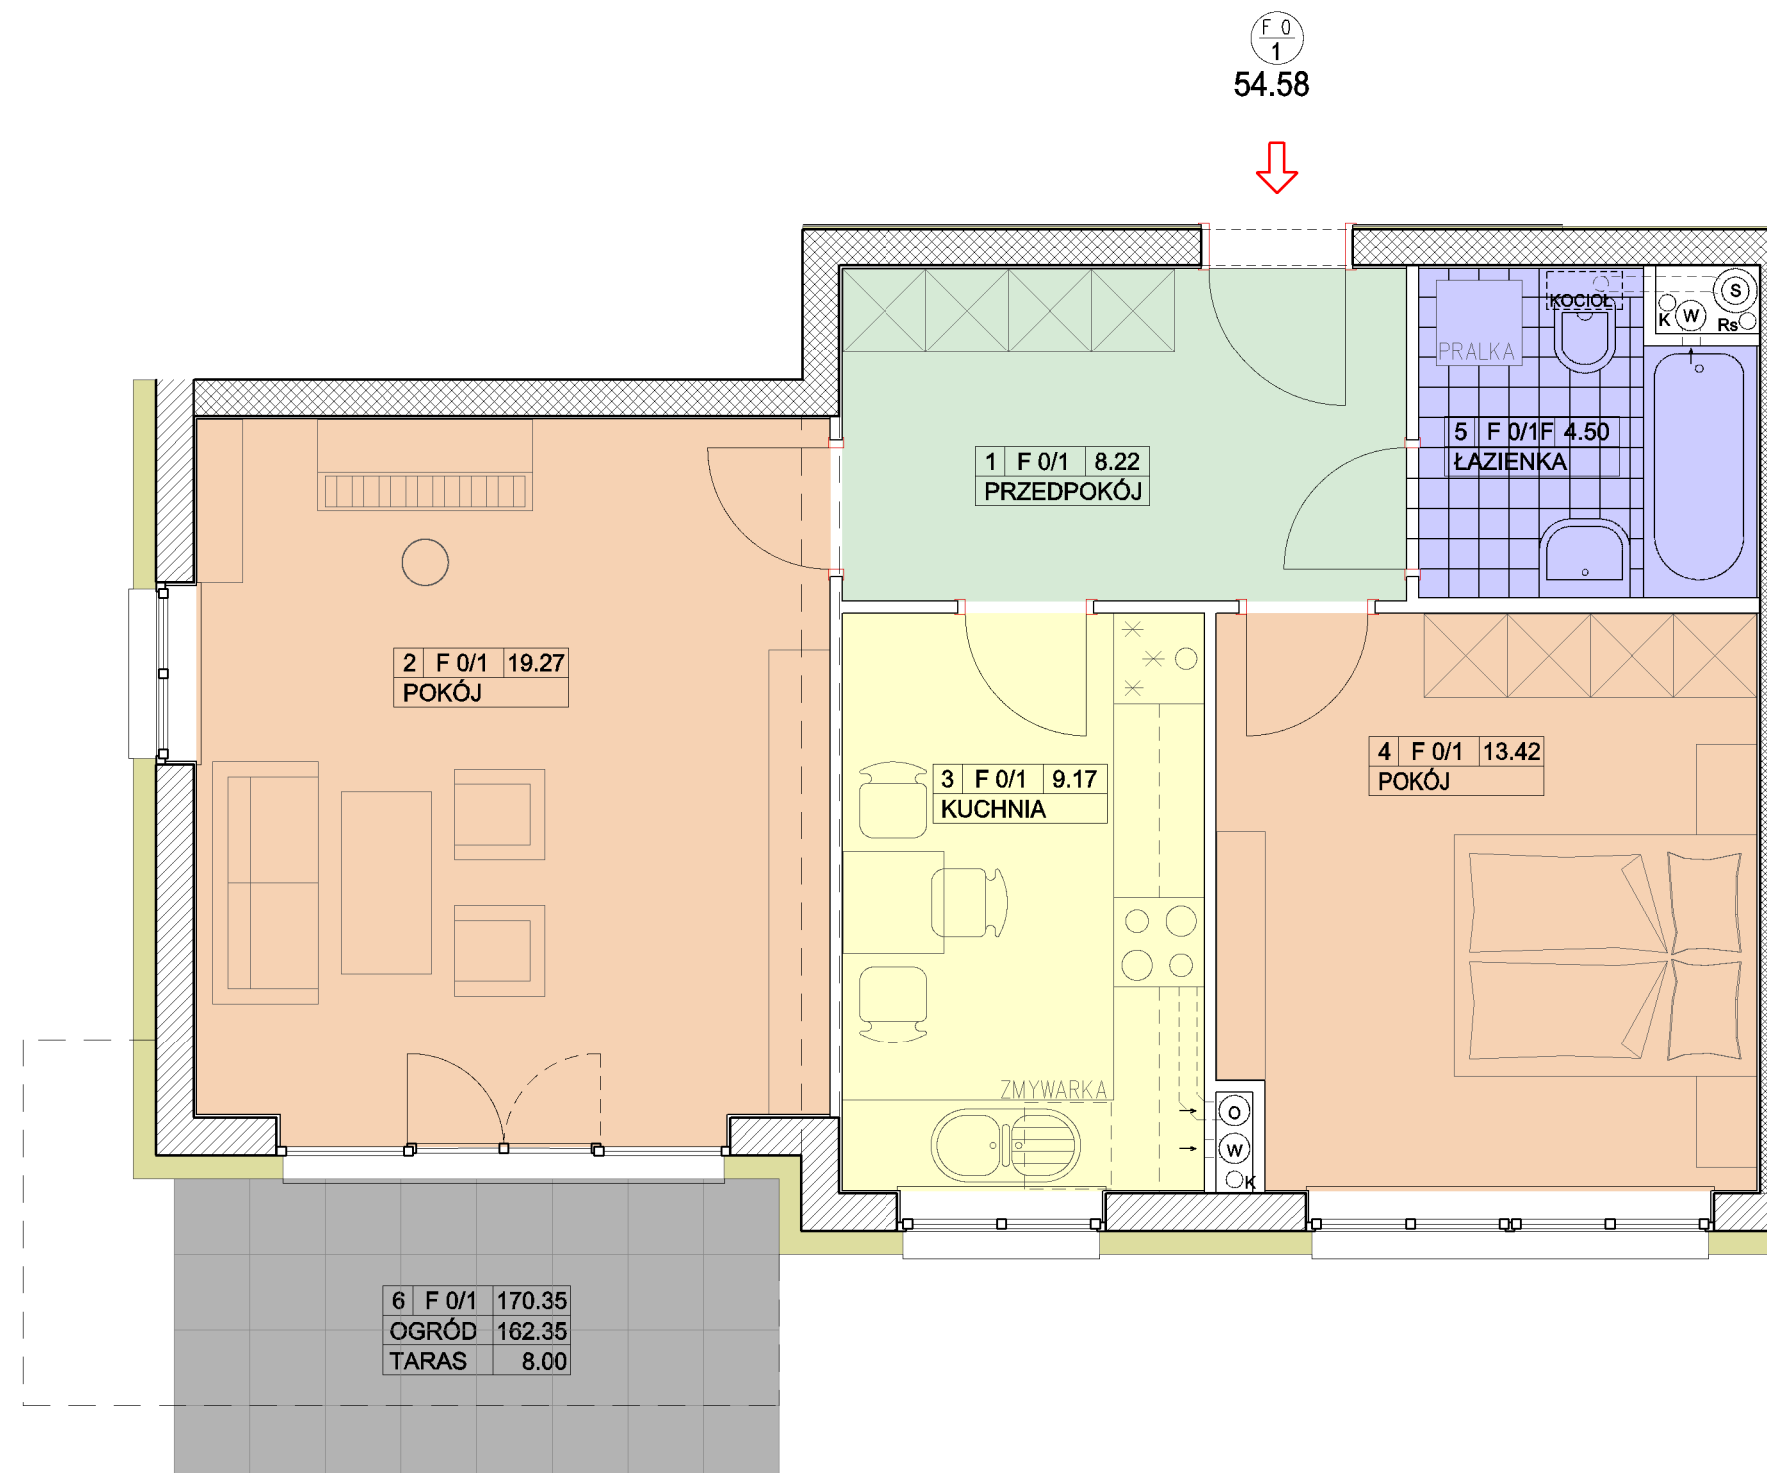 F 0
1
54.58
KOCIOŁ
K W Rs S
PRALKA
5 F 0/1F 4.50
ŁAZIENKA
1 F 0/1 8.22
PRZEDPOKÓJ
2 F 0/1 19.27
POKÓJ
3 F 0/1 9.17
KUCHNIA
4 F 0/1 13.42
POKÓJ
ZMYWARKA
O
W
K
6 F 0/1 170.35
OGRÓD 162.35
TARAS 8.00